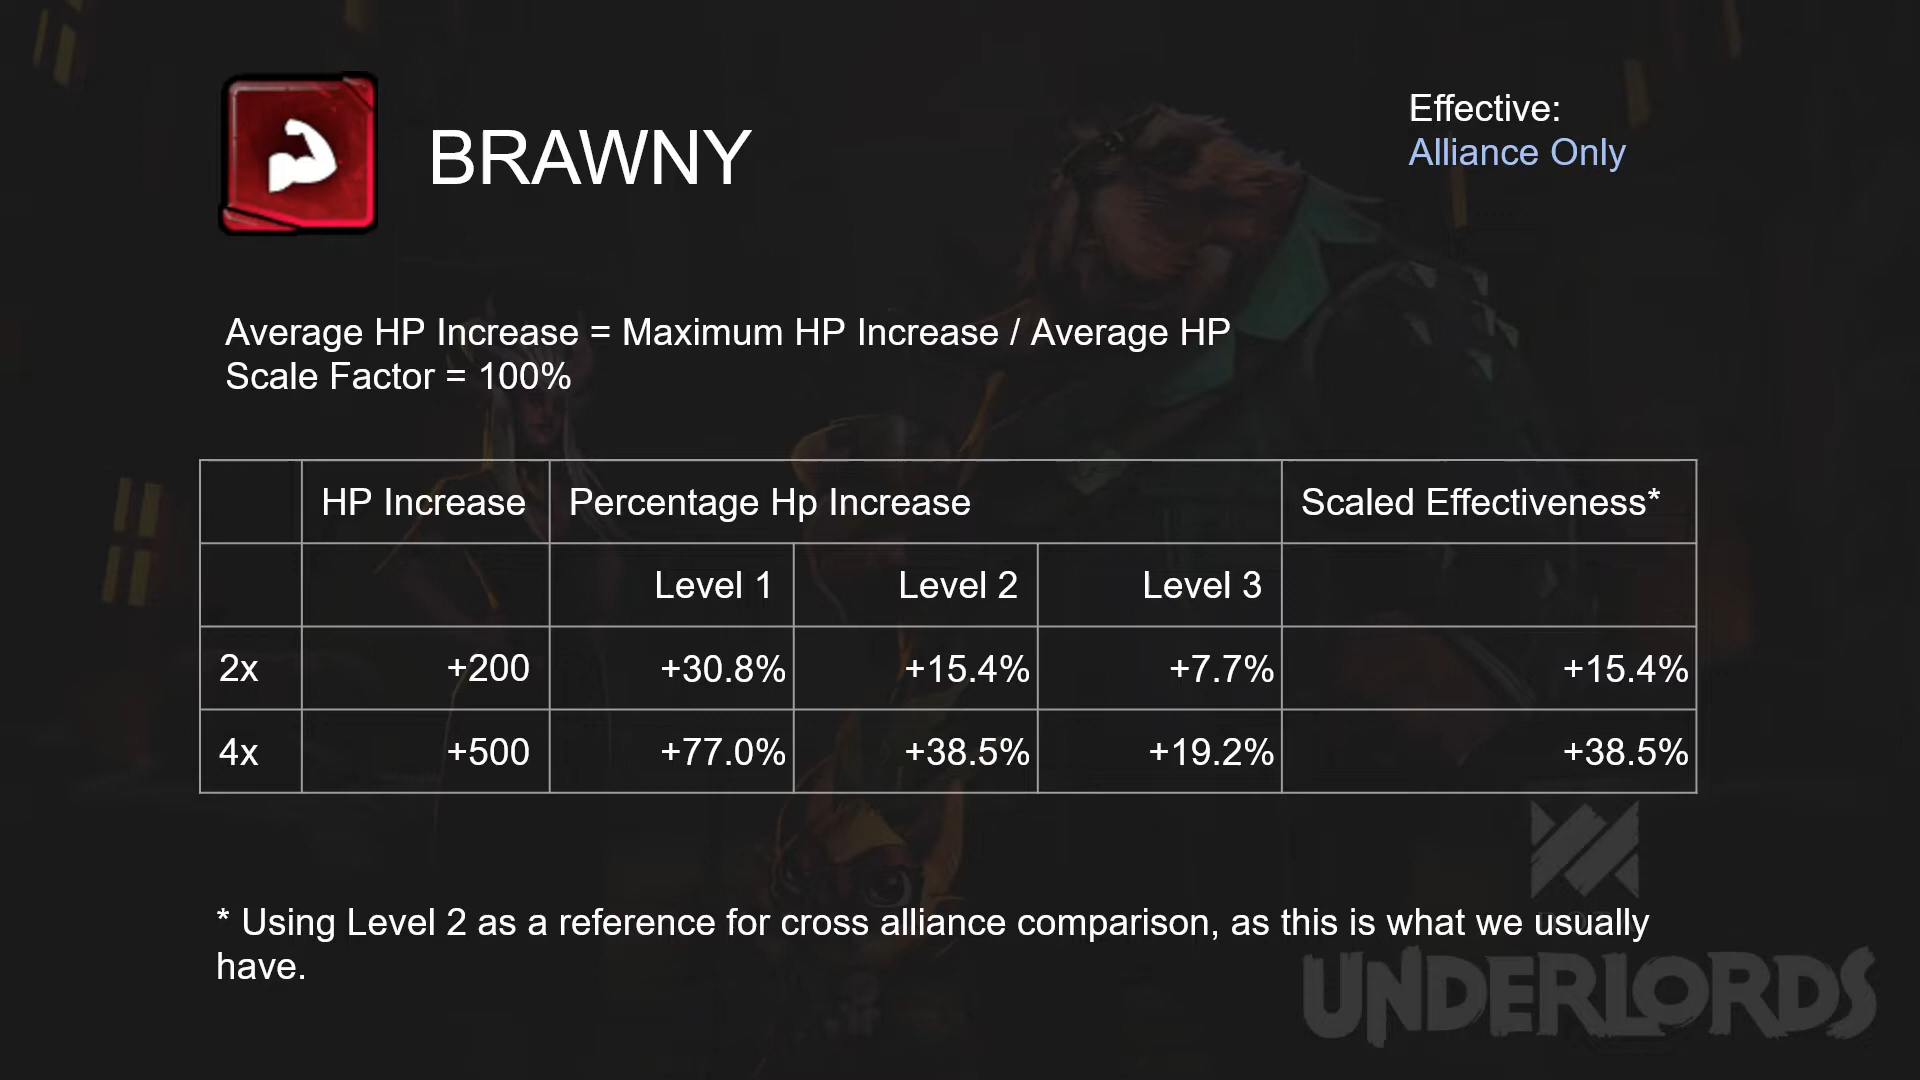 BRAWNY
Effective:
Alliance Only
Average HP Increase = Maximum HP Increase / Average HP
Scale Factor = 100%
HP Increase Percentage Hp Increase Scaled Effectiveness*
Level 1 Level 2 Level 3
2x +200 +30.8% +15.4% +7.7% +15.4%
4x +500 +77.0% +38.5% +19.2% +38.5%
* Using Level 2 as a reference for cross alliance comparison, as this is what we usually
have.
UNDERLORDS